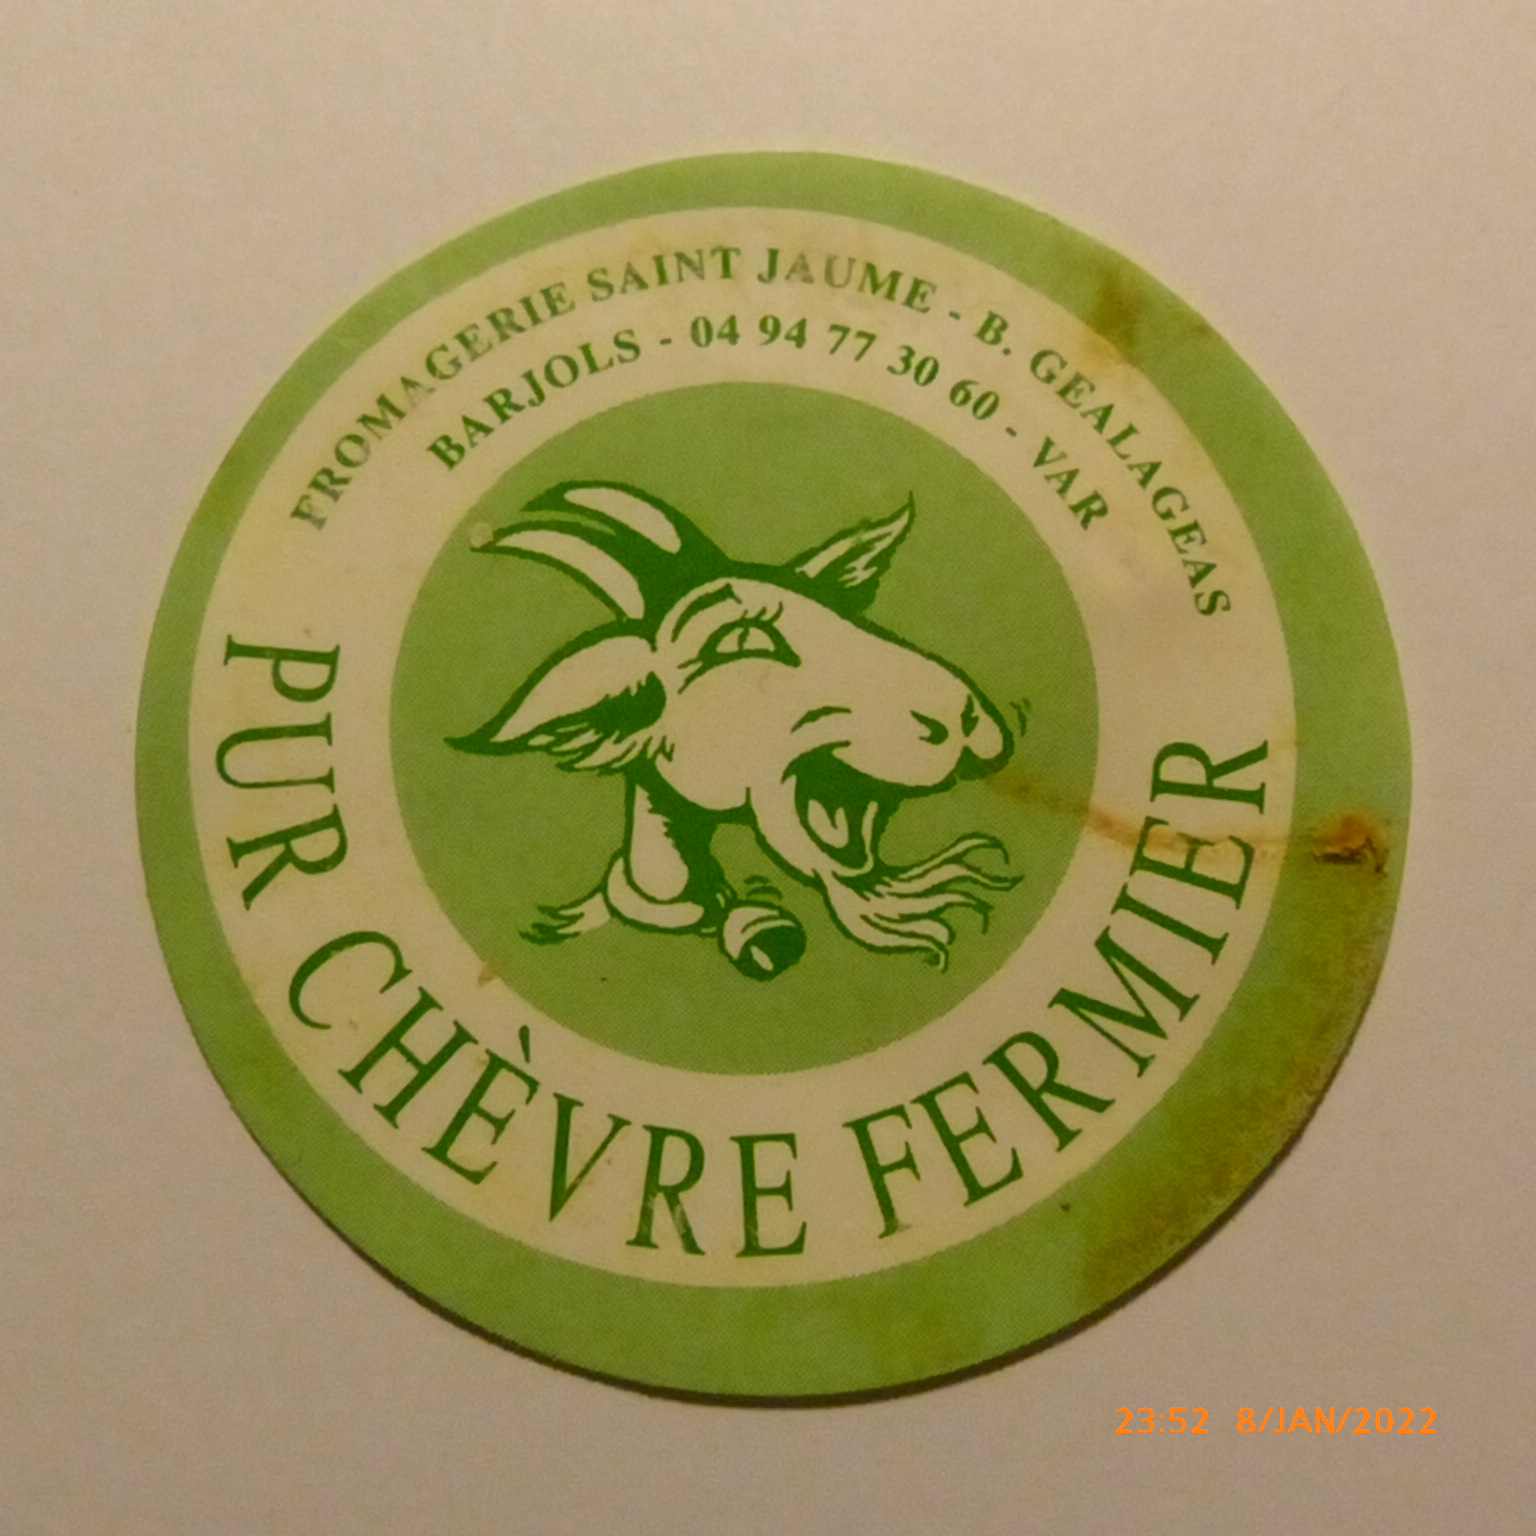 FROMAGERIE SAINT JAUME - B. GEALAGEAS
BARJOLS - 04 94 77 30 60 - VAR
PUR CHÈVRE FERMIER
23:52 8/JAN/2022